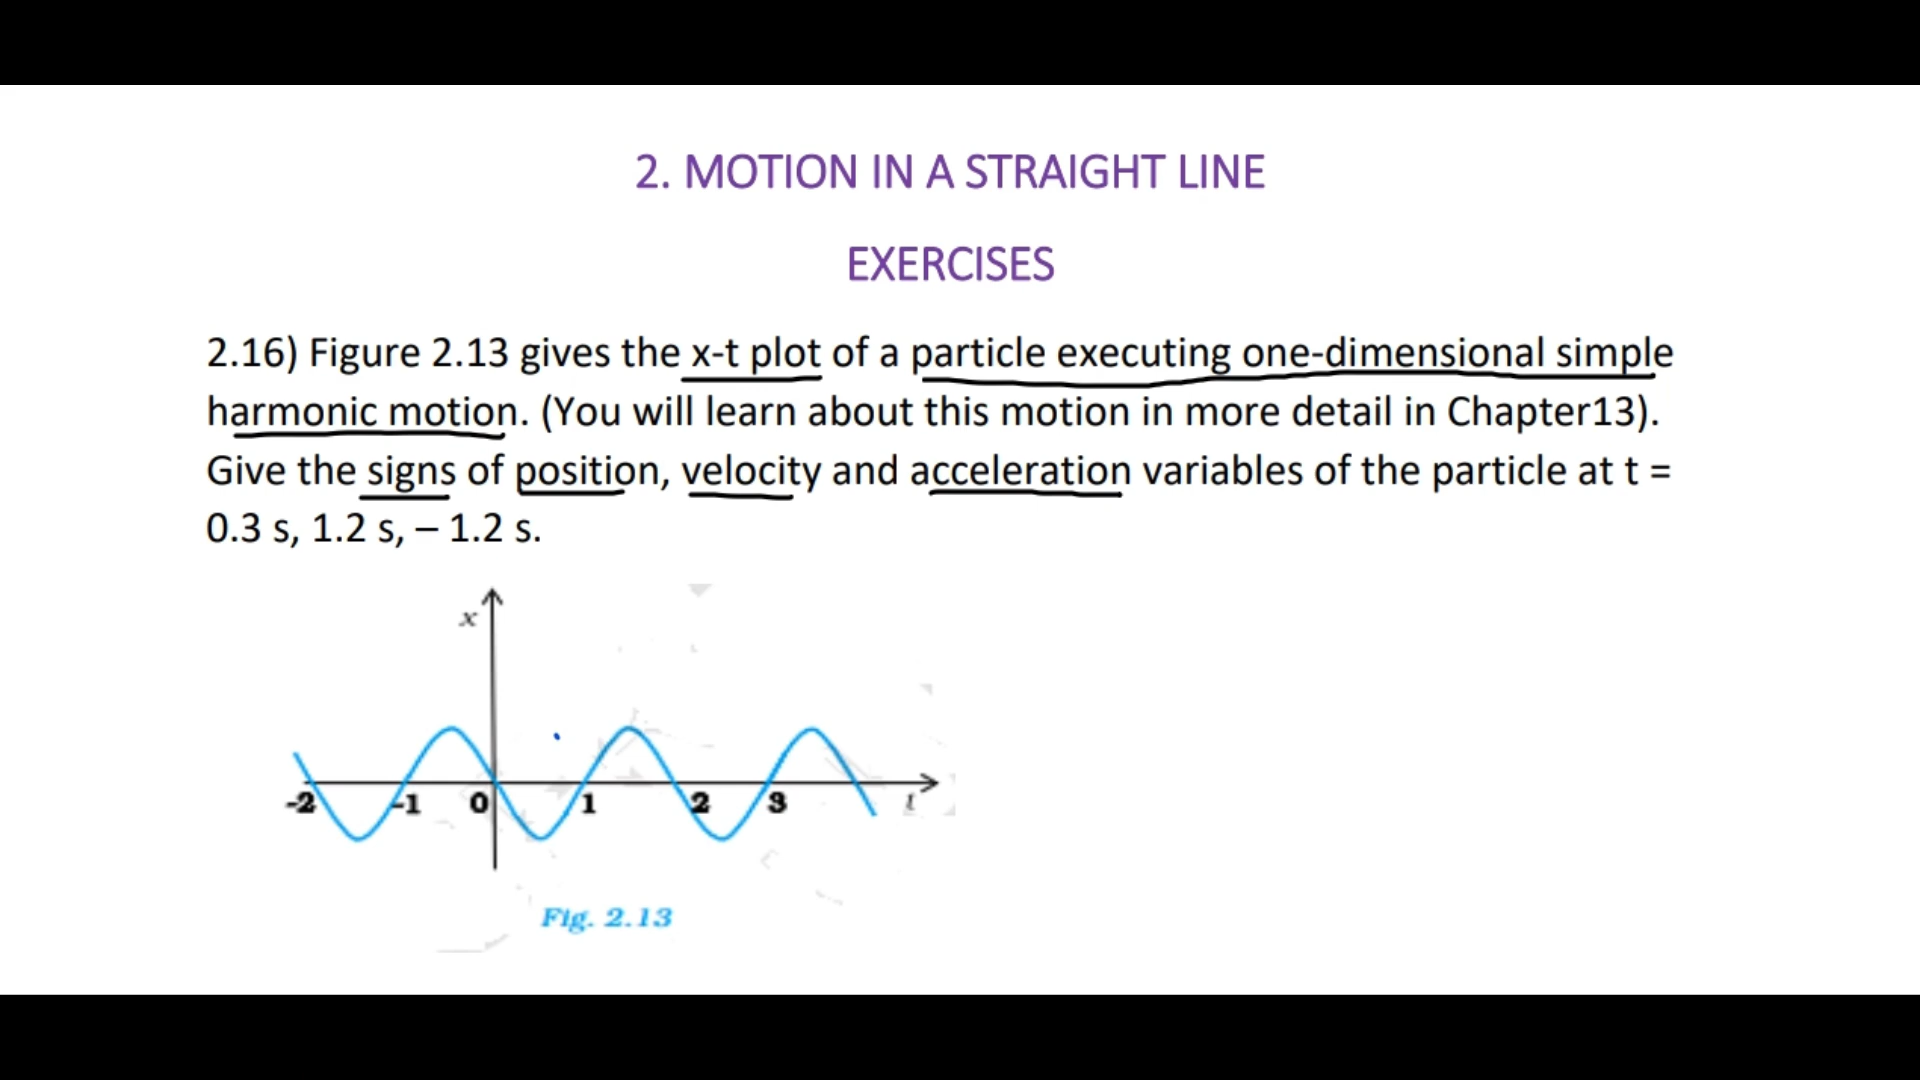 2. MOTION IN A STRAIGHT LINE
EXERCISES
2.16) Figure 2.13 gives the x-t plot of a particle executing one-dimensional simple
harmonic motion. (You will learn about this motion in more detail in Chapter13).
Give the signs of position, velocity and acceleration variables of the particle at t =
0.3 s, 1.2 s, – 1.2 s.
x
-2 -1 0 1 2 3 t
Fig. 2.13